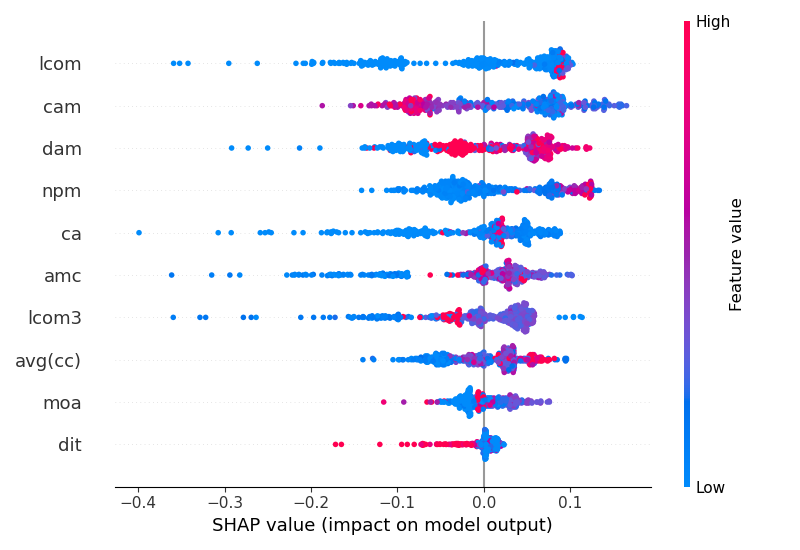 High
lcom
cam
dam
npm
ca
amc
lcom3
avg(cc)
moa
dit
Feature value
Low
−0.4 −0.3 −0.2 −0.1 0.0 0.1
SHAP value (impact on model output)